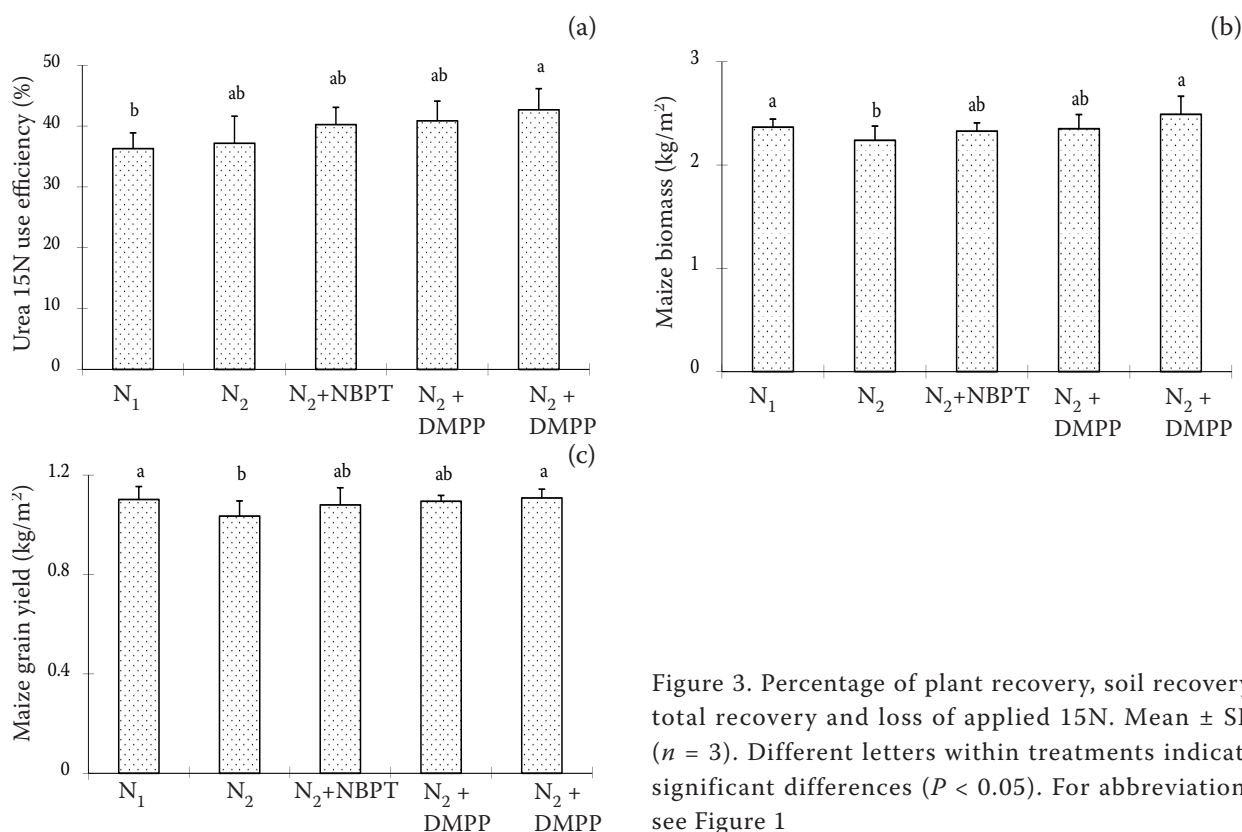 (a)
Urea 15N use efficiency (%)
50
40
30
20
10
0
b
ab
ab
ab
a
N₁
N₂
N₂+NBPT
N₂ +
DMPP
N₂ +
DMPP
(b)
Maize biomass (kg/m²)
3
2
1
0
a
b
ab
ab
a
N₁
N₂
N₂+NBPT
N₂ +
DMPP
N₂ +
DMPP
(c)
Maize grain yield (kg/m²)
1.2
0.8
0.4
0
a
b
ab
ab
a
N₁
N₂
N₂+NBPT
N₂ +
DMPP
N₂ +
DMPP
Figure 3. Percentage of plant recovery, soil recovery
total recovery and loss of applied 15N. Mean ± SI
(n = 3). Different letters within treatments indicat
significant differences (P < 0.05). For abbreviation
see Figure 1